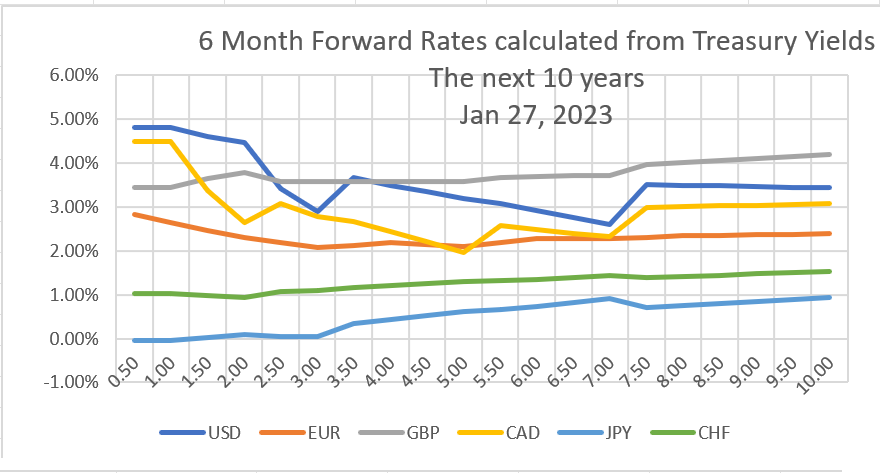 6 Month Forward Rates calculated from Treasury Yields
The next 10 years
Jan 27, 2023
6.00%
5.00%
4.00%
3.00%
2.00%
1.00%
0.00%
-1.00%
0.50 1.00 1.50 2.00 2.50 3.00 3.50 4.00 4.50 5.00 5.50 6.00 6.50 7.00 7.50 8.00 8.50 9.00 9.50 10.00
USD EUR GBP CAD JPY CHF